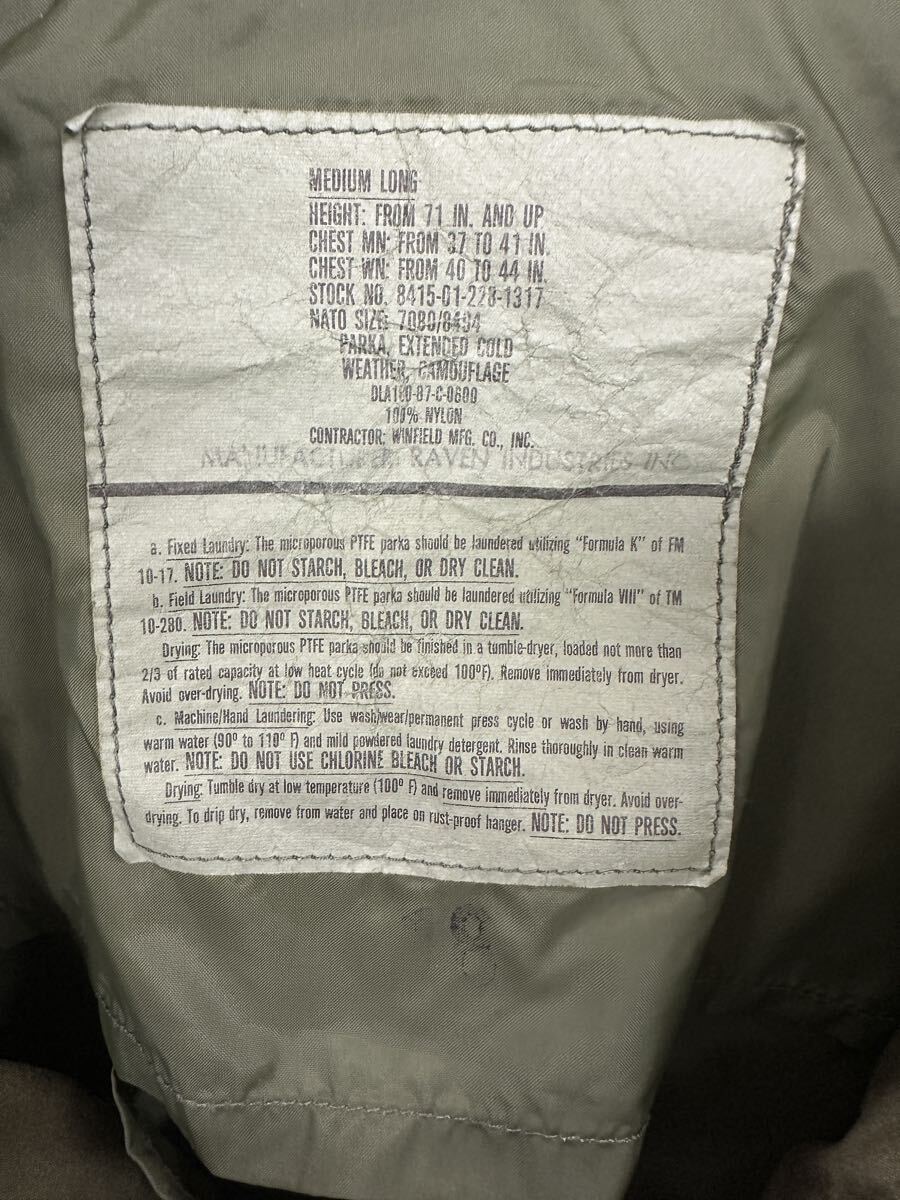 MEDIUM LONG
HEIGHT: FROM 71 IN. AND UP
CHEST MN: FROM 37 TO 41 IN.
CHEST WN: FROM 40 TO 44 IN.
STOCK NO. 8415-01-228-1317
NATO SIZE: 7080/8494
PARKA, EXTENDED COLD
WEATHER, CAMOUFLAGE
DLA100-87-C-0600
100% NYLON
CONTRACTOR: WINFIELD MFG. CO., INC.
MANUFACTURER RAVEN INDUSTRIES INC
a. Fixed Laundry: The microporous PTFE parka should be laundered utilizing "Formula K" of FM
10-17. NOTE: DO NOT STARCH, BLEACH, OR DRY CLEAN.
b. Field Laundry: The microporous PTFE parka should be laundered utilizing "Formula VIII" of TM
10-280. NOTE: DO NOT STARCH, BLEACH, OR DRY CLEAN.
Drying: The microporous PTFE parka should be finished in a tumble-dryer, loaded not more than
2/3 of rated capacity at low heat cycle (do not exceed 100°F). Remove immediately from dryer.
Avoid over-drying. NOTE: DO NOT PRESS.
c. Machine/Hand Laundering: Use wash/wear/permanent press cycle or wash by hand, using
warm water (90° to 110° F) and mild powdered laundry detergent. Rinse thoroughly in clean warm
water. NOTE: DO NOT USE CHLORINE BLEACH OR STARCH.
Drying: Tumble dry at low temperature (100° F) and remove immediately from dryer. Avoid over-
drying. To drip dry, remove from water and place on rust-proof hanger. NOTE: DO NOT PRESS.